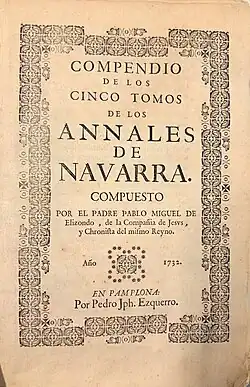 COMPENDIO
DE LOS
CINCO TOMOS
DE LOS
ANNALES
DE
NAVARRA.
COMPUESTO
POR EL PADRE PABLO MIGUEL DE
Elizondo, de la Compañia de Jesvs,
y Chronista del mismo Reyno.
Año 1732.
EN PAMPLONA:
Por Pedro Jph. Ezquerro.